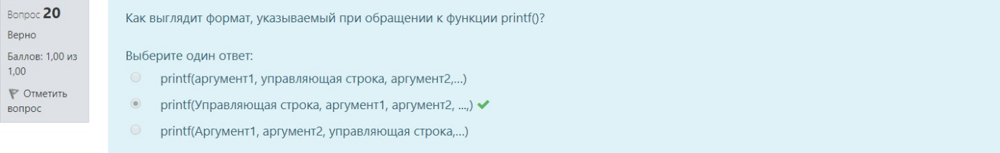 Вопрос 20
Верно
Баллов: 1,00 из
1,00
Отметить
вопрос
Как выглядит формат, указываемый при обращении к функции printf()?
Выберите один ответ:
printf(аргумент1, управляющая строка, аргумент2,...)
printf(Управляющая строка, аргумент1, аргумент2, ...,)
printf(Аргумент1, аргумент2, управляющая строка,...)